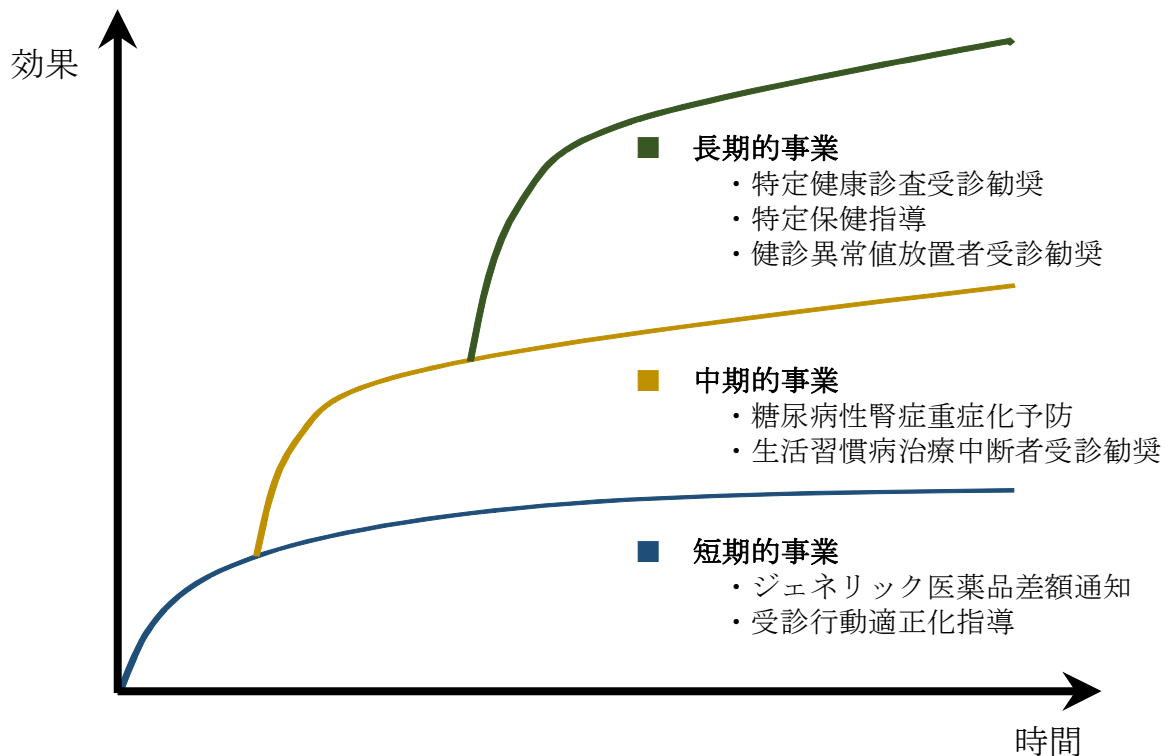 効果
■ 長期的事業
・特定健康診査受診勧奨
・特定保健指導
・健診異常値放置者受診勧奨
■ 中期的事業
・糖尿病性腎症重症化予防
・生活習慣病治療中断者受診勧奨
■ 短期的事業
・ジェネリック医薬品差額通知
・受診行動適正化指導
時間